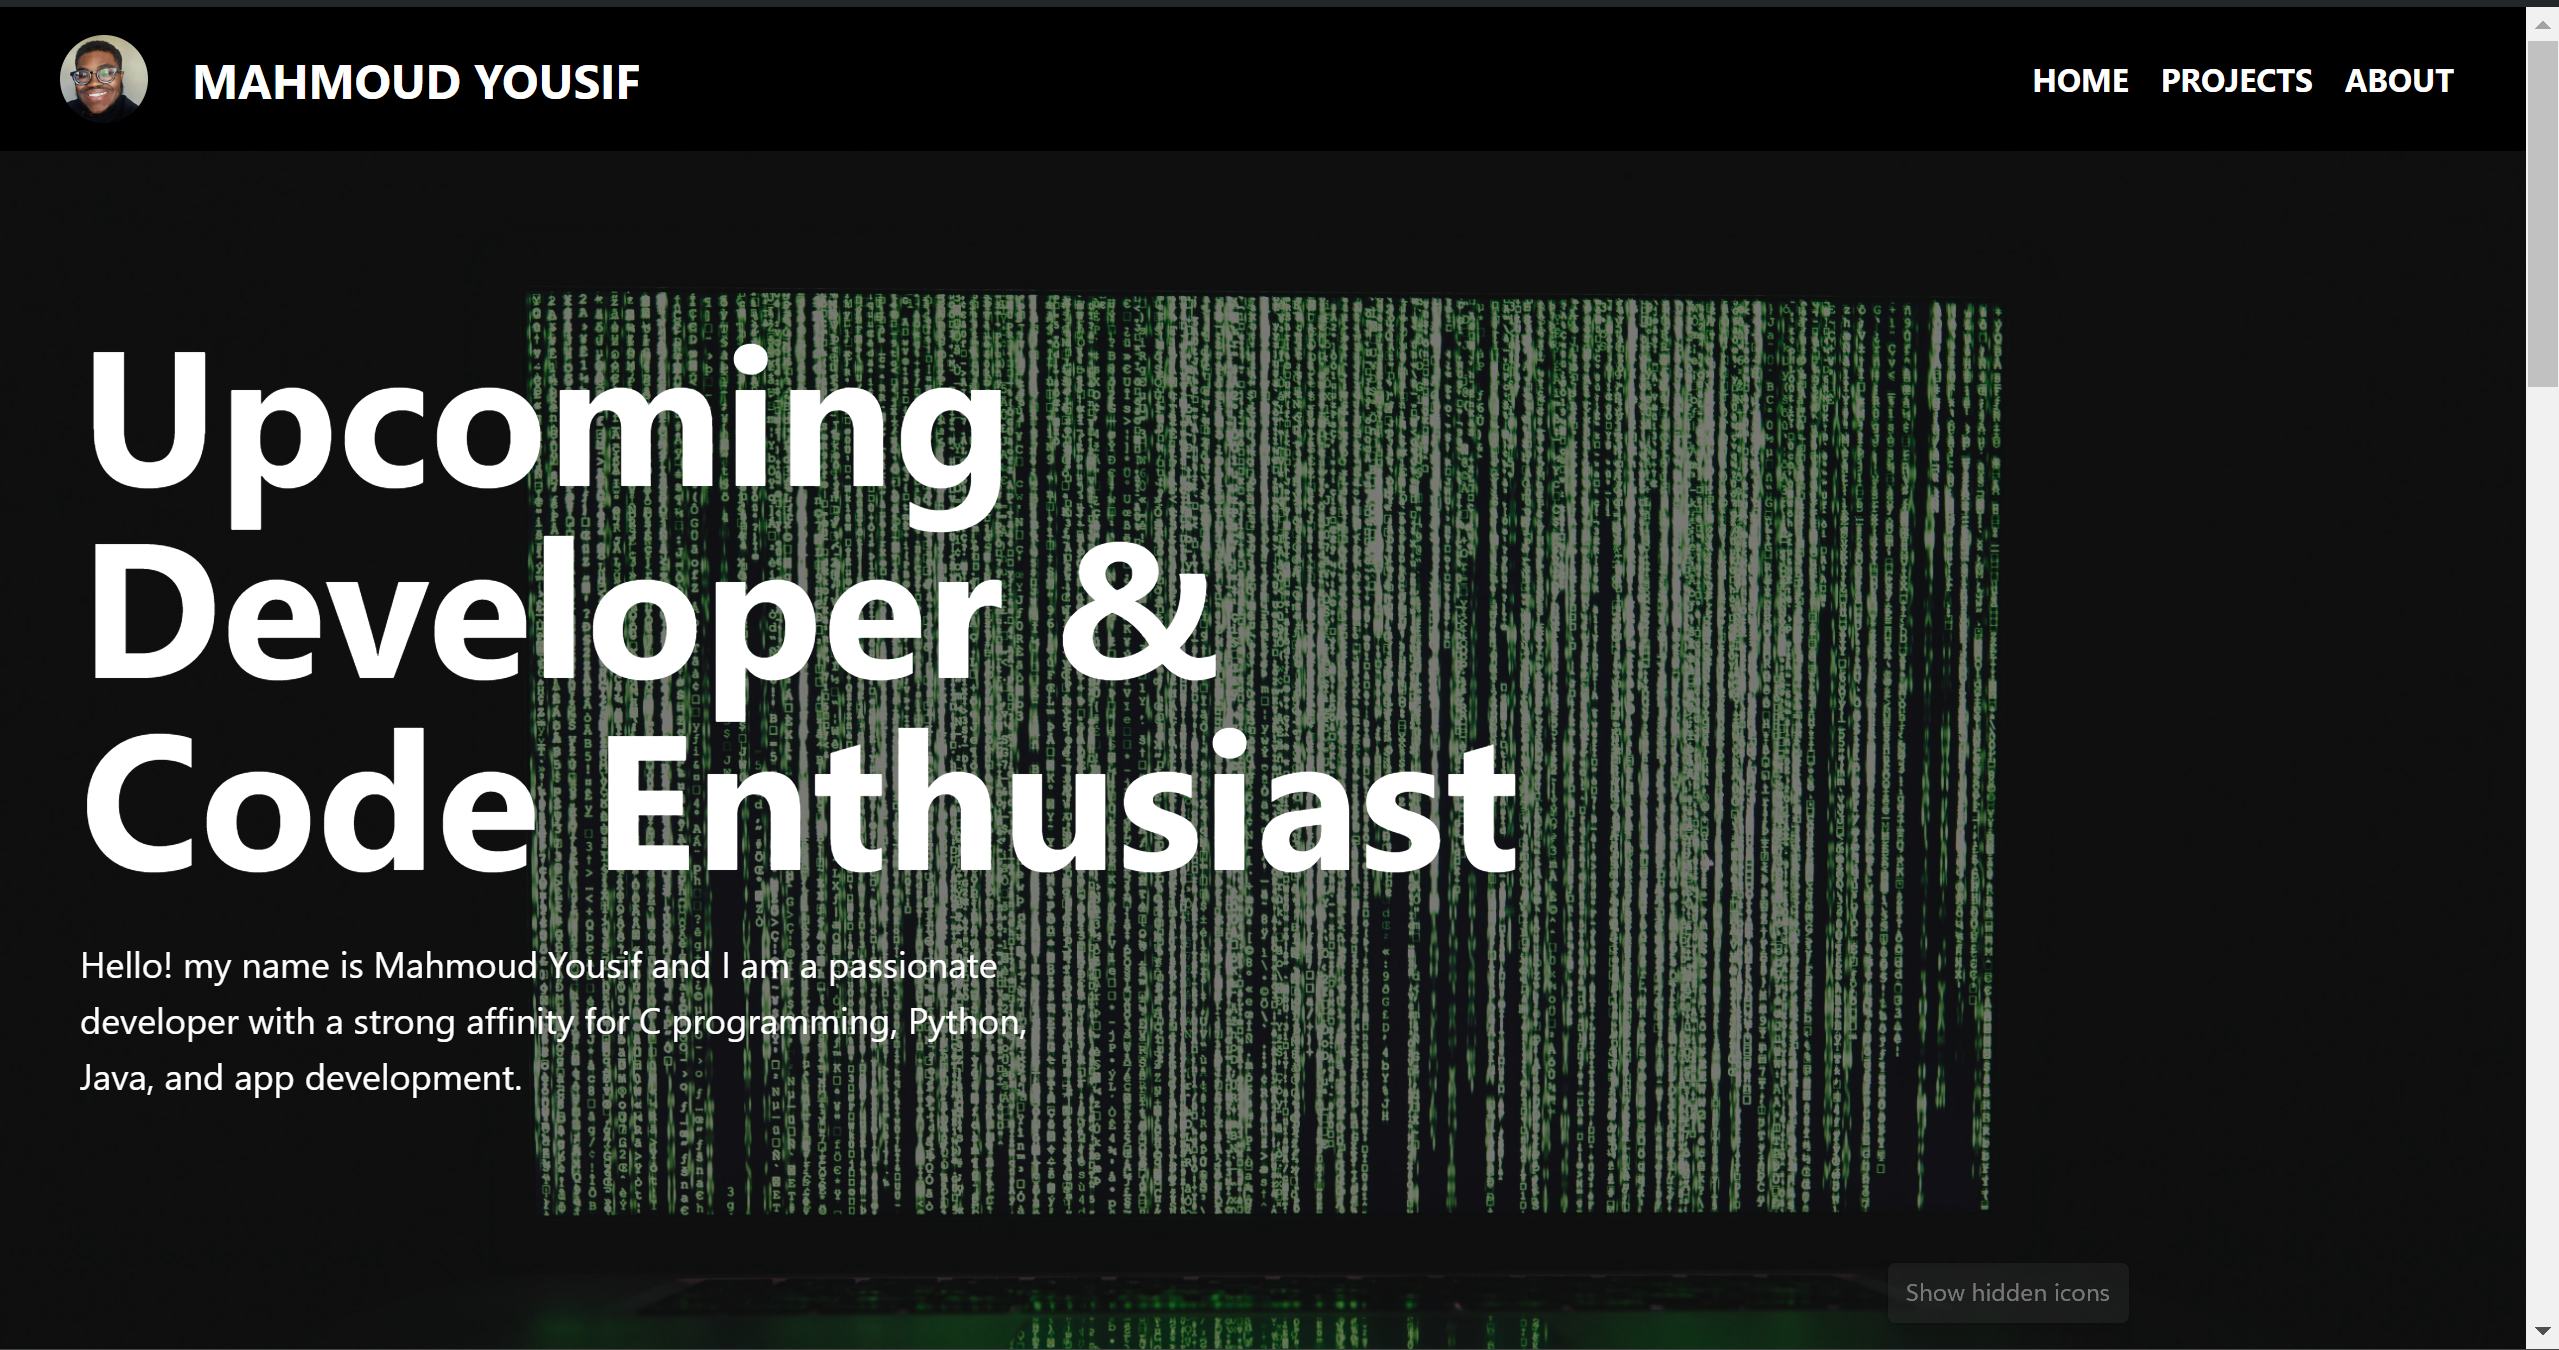 MAHMOUD YOUSIF
HOME PROJECTS ABOUT
Upcoming
Developer &
Code Enthusiast
Hello! my name is Mahmoud Yousif and I am a passionate
developer with a strong affinity for C programming, Python,
Java, and app development.
Show hidden icons